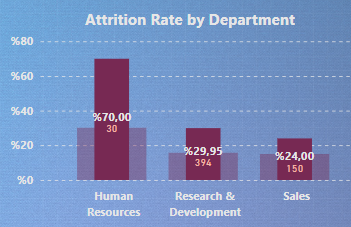 Attrition Rate by Department
%80
%60
%40
%20
%0
%70,00
30
%29,95
394
%24,00
150
Human
Resources
Research &
Development
Sales